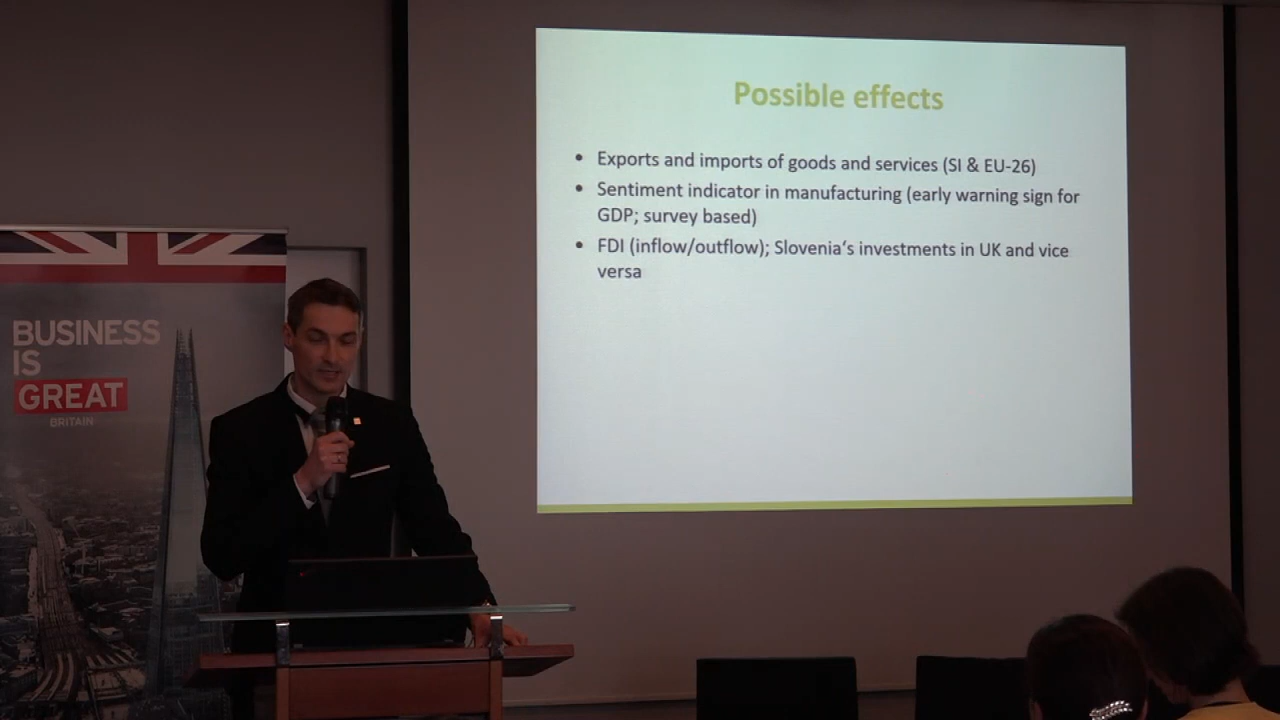 BUSINESS
IS
GREAT
BRITAIN
Possible effects
• Exports and imports of goods and services (SI & EU-26)
• Sentiment indicator in manufacturing (early warning sign for
GDP; survey based)
• FDI (inflow/outflow); Slovenia's investments in UK and vice
versa